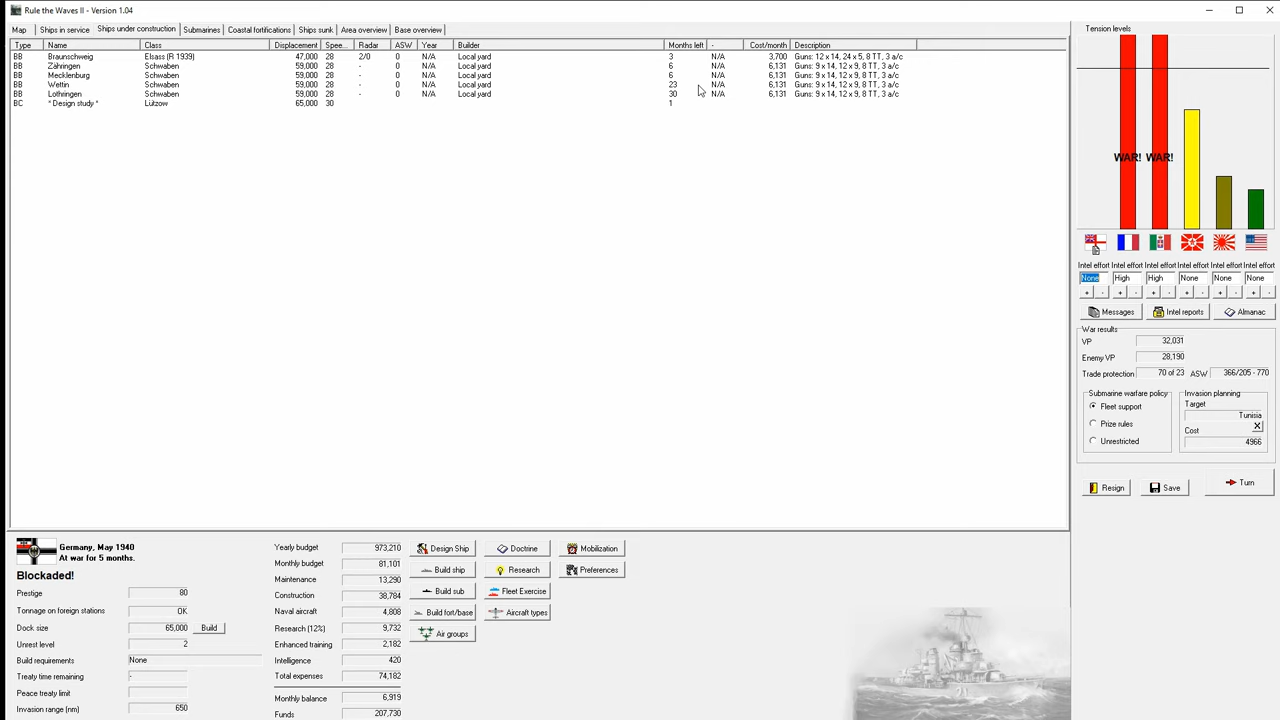 Rule the Waves II - Version 1.04
Map Ships in service Ships under construction Submarines Coastal fortifications Ships sunk Area overview Base overview
Type Name Class Displacement Spee... Radar ASW Year Builder Months left - Cost/month Description
BB Braunschweig Elsass (R 1939) 47,000 28 2/0 0 N/A Local yard 3 N/A 3,700 Guns: 12 x 14, 24 x 5, 8 TT, 3 a/c
BB Zähringen Schwaben 59,000 28 - 0 N/A Local yard 6 N/A 6,131 Guns: 9 x 14, 12 x 9, 8 TT, 3 a/c
BB Mecklenburg Schwaben 59,000 28 - 0 N/A Local yard 6 N/A 6,131 Guns: 9 x 14, 12 x 9, 8 TT, 3 a/c
BB Wettin Schwaben 59,000 28 - 0 N/A Local yard 23 N/A 6,131 Guns: 9 x 14, 12 x 9, 8 TT, 3 a/c
BB Lothringen Schwaben 59,000 28 - 0 N/A Local yard 30 N/A 6,131 Guns: 9 x 14, 12 x 9, 8 TT, 3 a/c
BC * Design study * Lützow 65,000 30 1
Tension levels
WAR! WAR!
Intel effort Intel effort Intel effort Intel effort Intel effort Intel effort
None High High None None None
+ - + - + - + - + - + -
Messages Intel reports Almanac
War results
VP 32,031
Enemy VP 28,190
Trade protection 70 of 23 ASW 366/205 - 770
Submarine warfare policy
Fleet support
Prize rules
Unrestricted
Invasion planning
Target
Tunisia
Cost X
4966
Resign Save Turn
Germany, May 1940
At war for 5 months.
Blockaded!
Prestige 80
Tonnage on foreign stations OK
Dock size 65,000 Build
Unrest level 2
Build requirements None
Treaty time remaining -
Peace treaty limit
Invasion range (nm) 650
Yearly budget 973,210
Monthly budget 81,101
Maintenance 13,290
Construction 38,784
Naval aircraft 4,808
Research (12%) 9,732
Enhanced training 2,182
Intelligence 420
Total expenses 74,182
Monthly balance 6,919
Funds 207,730
Design Ship Doctrine Mobilization
Build ship Research Preferences
Build sub Fleet Exercise
Build fort/base Aircraft types
Air groups